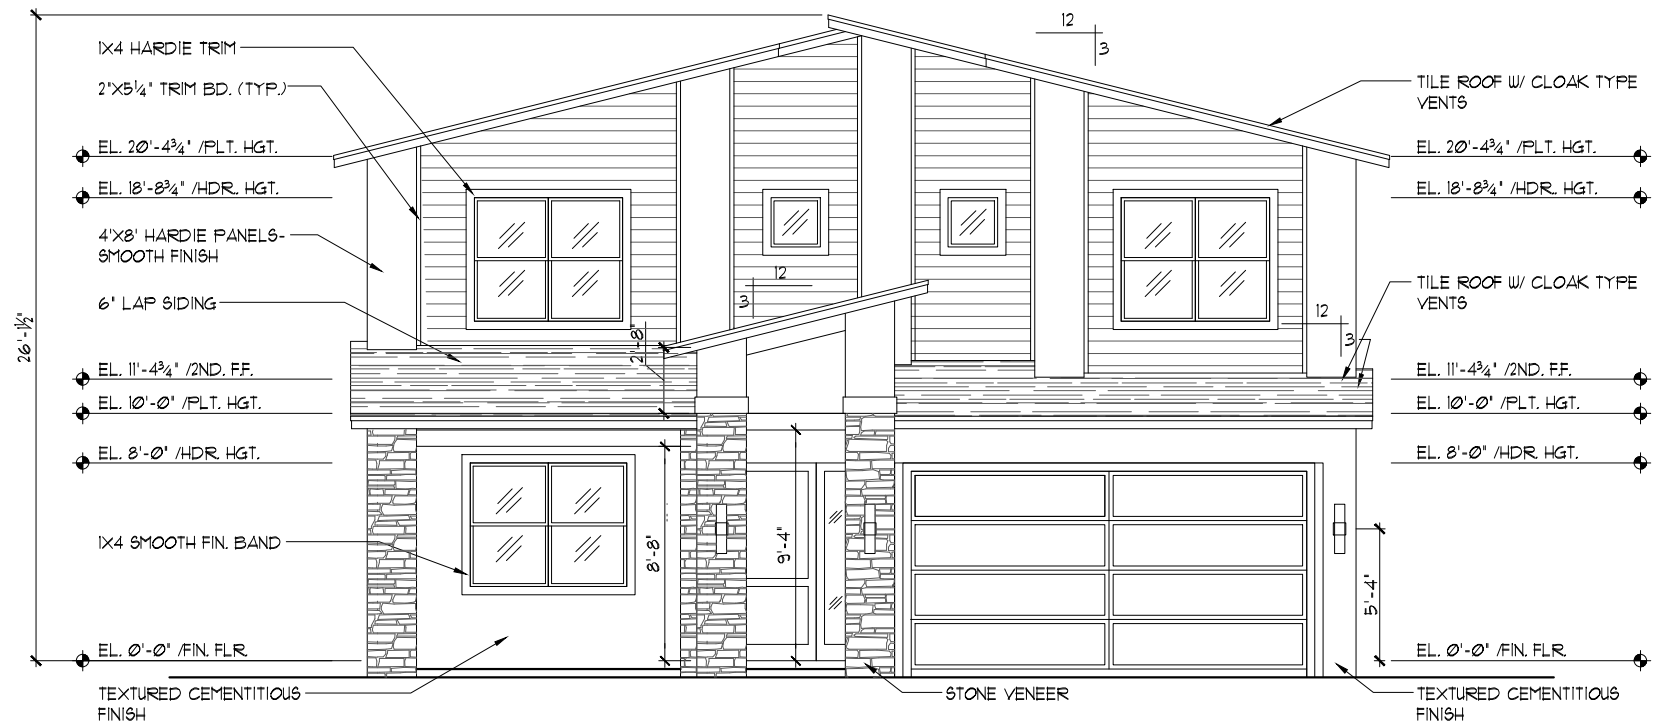 12
3
1X4 HARDIE TRIM
2"X5¼" TRIM BD. (TYP.)
TILE ROOF W/ CLOAK TYPE
VENTS
EL. 20'-4¾" /PLT. HGT.
EL. 20'-4¾" /PLT. HGT.
EL. 18'-8¾" /HDR. HGT.
EL. 18'-8¾" /HDR. HGT.
4'X8' HARDIE PANELS-
SMOOTH FINISH
12
3
TILE ROOF W/ CLOAK TYPE
VENTS
6" LAP SIDING
12
3
26'-1½"
2'-8"
EL. 11'-4¾" /2ND. F.F.
EL. 11'-4¾" /2ND. F.F.
EL. 10'-0" /PLT. HGT.
EL. 10'-0" /PLT. HGT.
EL. 8'-0" /HDR. HGT.
EL. 8'-0" /HDR. HGT.
1X4 SMOOTH FIN. BAND
8'-8"
9'-4"
5'-4"
EL. 0'-0" /FIN. FLR.
EL. 0'-0" /FIN. FLR.
TEXTURED CEMENTITIOUS
FINISH
STONE VENEER
TEXTURED CEMENTITIOUS
FINISH